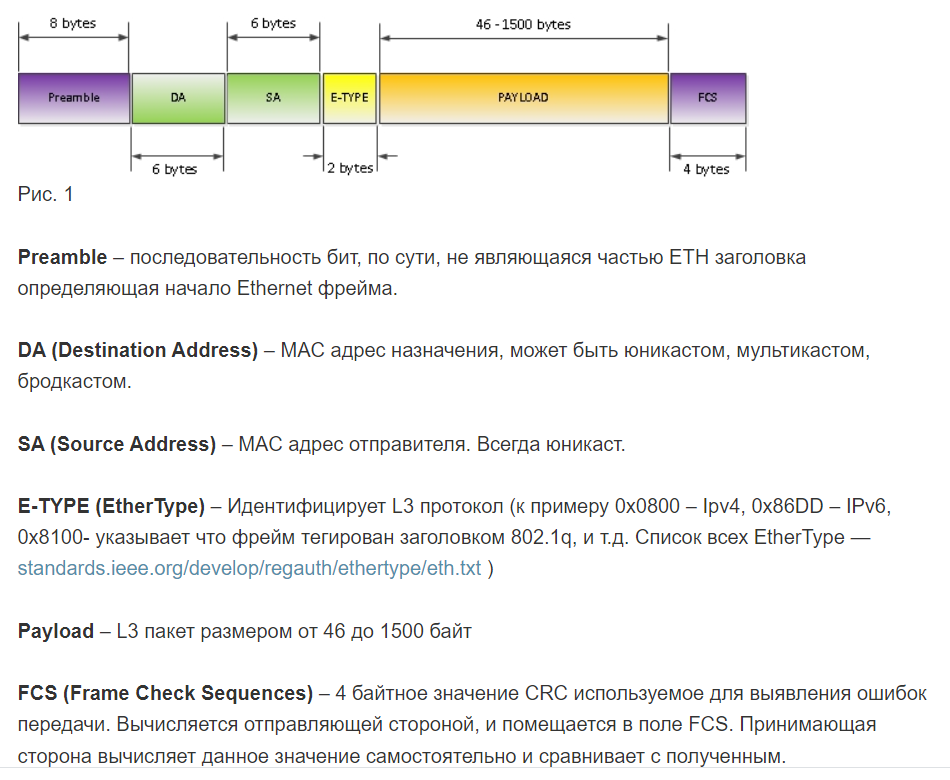 8 bytes 6 bytes 46 -1500 bytes
Preamble DA SA E-TYPE PAYLOAD FCS
6 bytes 2 bytes 4 bytes
Рис. 1
Preamble – последовательность бит, по сути, не являющаяся частью ETH заголовка
определяющая начало Ethernet фрейма.
DA (Destination Address) – MAC адрес назначения, может быть юникастом, мультикастом,
бродкастом.
SA (Source Address) – MAC адрес отправителя. Всегда юникаст.
E-TYPE (EtherType) – Идентифицирует L3 протокол (к примеру 0x0800 – Ipv4, 0x86DD – IPv6,
0x8100- указывает что фрейм тегирован заголовком 802.1q, и т.д. Список всех EtherType —
standards.ieee.org/develop/regauth/ethertype/eth.txt )
Payload – L3 пакет размером от 46 до 1500 байт
FCS (Frame Check Sequences) – 4 байтное значение CRC используемое для выявления ошибок
передачи. Вычисляется отправляющей стороной, и помещается в поле FCS. Принимающая
сторона вычисляет данное значение самостоятельно и сравнивает с полученным.